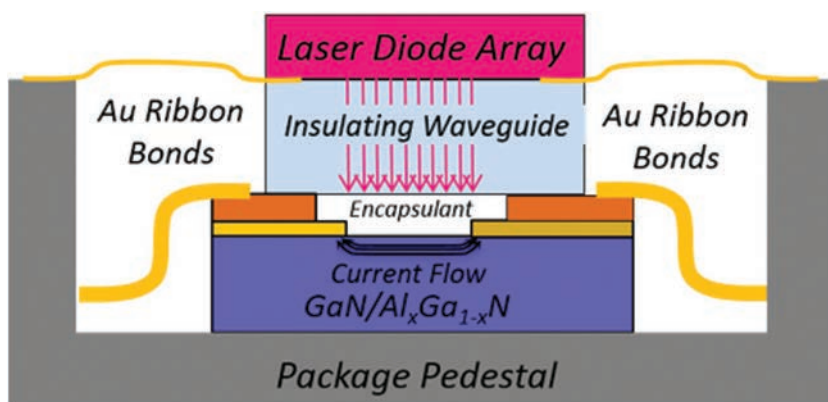 Laser Diode Array
Au Ribbon
Bonds
Insulating Waveguide
Au Ribbon
Bonds
Encapsulant
Current Flow
GaN/AlxGa1-xN
Package Pedestal